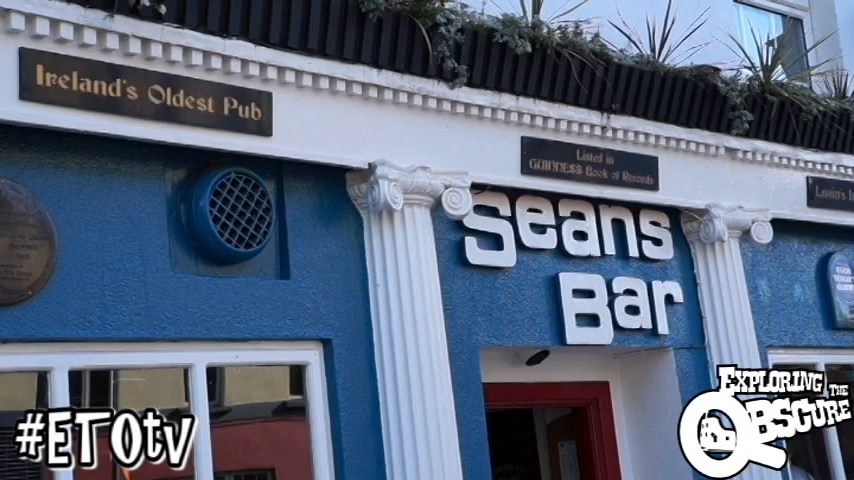 Ireland's Oldest Pub
Listed in
GUINNESS Book of Records
Seans
Bar
#ETOtv
EXPLORING THE
OBSCURE